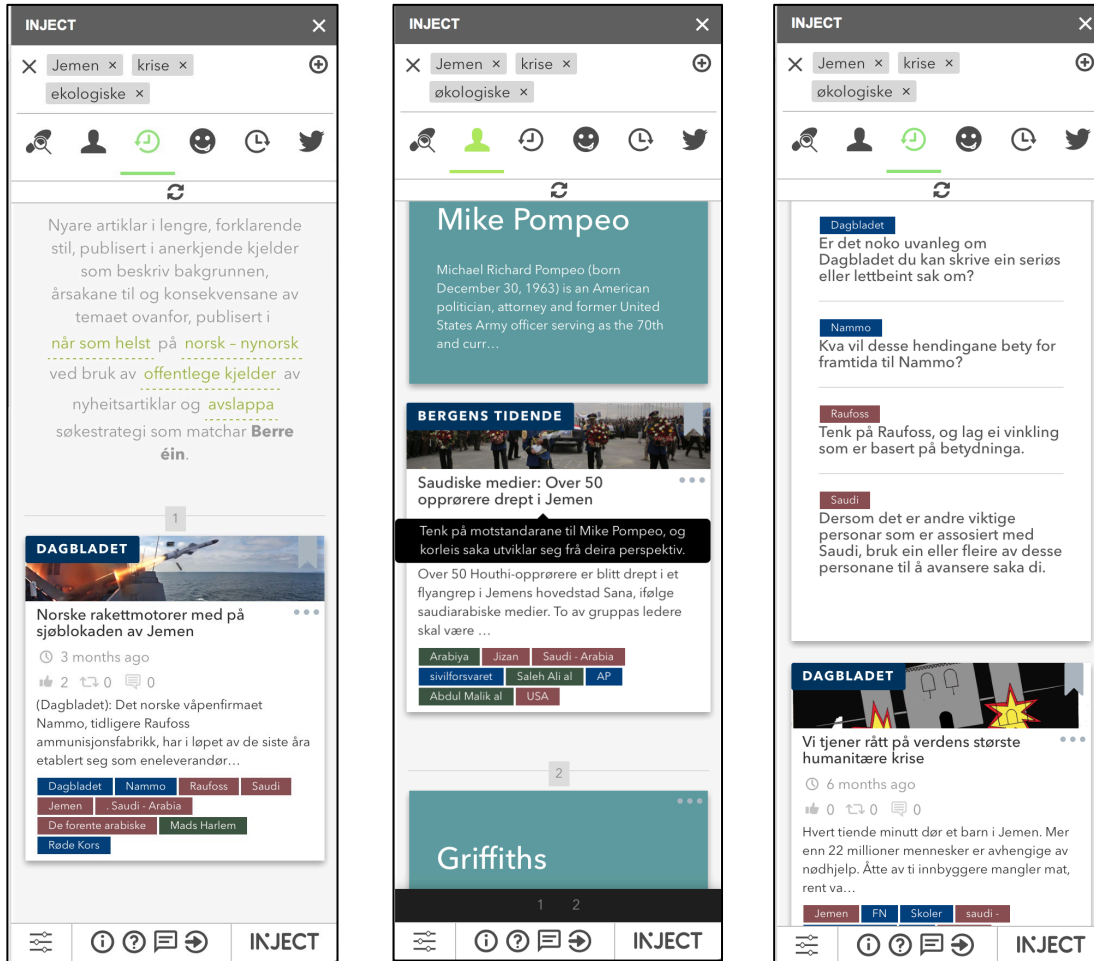 INJECT ×
× Jemen × krise ×
ekologiske ×
Nyare artiklar i lengre, forklarende
stil, publisert i anerkjende kjelder
som beskriv bakgrunnen,
årsakane til og konsekvensane av
temaet ovanfor, publisert i
når som helst på norsk – nynorsk
ved bruk av offentlege kjelder av
nyheitsartiklar og avslappa
søkestrategi som matchar Berre
éin.
1
DAGBLADET
Norske rakettmotorer med på
sjøblokaden av Jemen
3 months ago
2 0 0
(Dagbladet): Det norske våpenfirmaet
Nammo, tidligere Raufoss
ammunisjonsfabrikk, har i løpet av de siste åra
etablert seg som eneleverandør...
Dagbladet Nammo Raufoss Saudi
Jemen . Saudi - Arabia
De forente arabiske Mads Harlem
Røde Kors
INJECT
INJECT ×
× Jemen × krise ×
økologiske ×
Mike Pompeo
Michael Richard Pompeo (born
December 30, 1963) is an American
politician, attorney and former United
States Army officer serving as the 70th
and curr...
BERGENS TIDENDE
Saudiske medier: Over 50
opprørere drept i Jemen
Tenk på motstandarane til Mike Pompeo, og
korleis saka utviklar seg frå deira perspektiv.
Over 50 Houthi-opprørere er blitt drept i et
flyangrep i Jemens hovedstad Sana, ifølge
saudiarabiske medier. To av gruppas ledere
skal være ...
Arabiya Jizan Saudi - Arabia
sivilforsvaret Saleh Ali al AP
Abdul Malik al USA
2
Griffiths
1 2
INJECT
INJECT ×
× Jemen × krise ×
økologiske ×
Dagbladet
Er det noko uvanleg om
Dagbladet du kan skrive ein seriøs
eller lettbeint sak om?
Nammo
Kva vil desse hendingane bety for
framtida til Nammo?
Raufoss
Tenk på Raufoss, og lag ei vinkling
som er basert på betydninga.
Saudi
Dersom det er andre viktige
personar som er assosiert med
Saudi, bruk ein eller fleire av desse
personane til å avansere saka di.
DAGBLADET
Vi tjener rått på verdens største
humanitære krise
6 months ago
0 0 0
Hvert tiende minutt dør et barn i Jemen. Mer
enn 22 millioner mennesker er avhengige av
nødhjelp. Åtte av ti innbyggere mangler mat,
rent va...
Jemen FN Skoler saudi -
INJECT